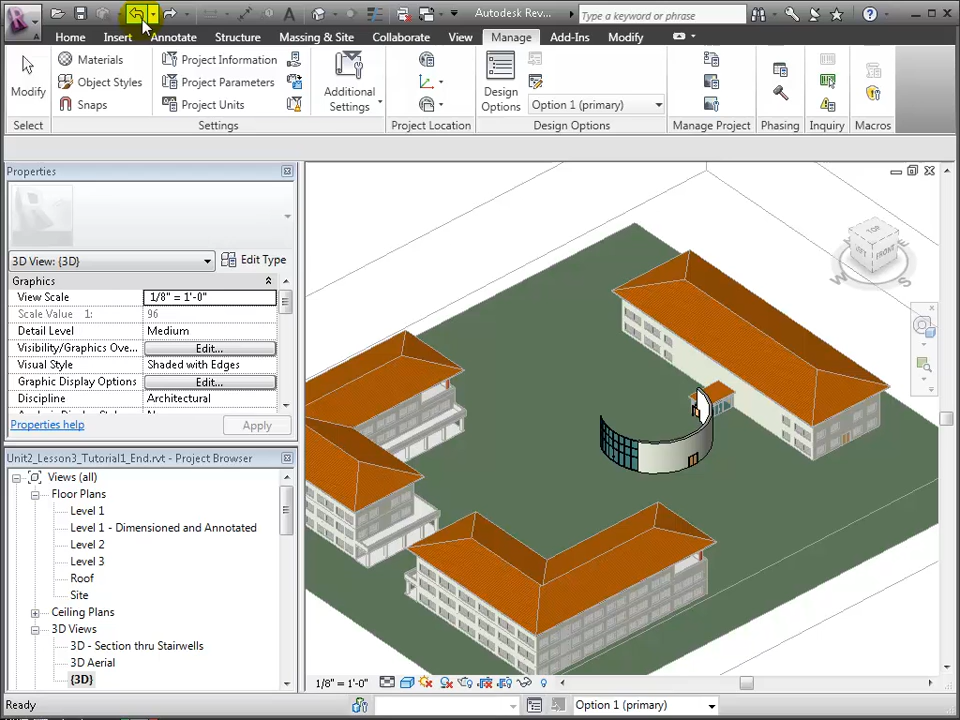 Autodesk Rev...
Type a keyword or phrase
Home Insert Annotate Structure Massing & Site Collaborate View Manage Add-Ins Modify
Modify
Materials
Object Styles
Snaps
Project Information
Project Parameters
Project Units
Additional
Settings
Design
Options
Option 1 (primary)
Select Settings Project Location Design Options Manage Project Phasing Inquiry Macros
Properties
3D View: {3D}
Edit Type
Graphics
View Scale 1/8" = 1'-0"
Scale Value 1: 96
Detail Level Medium
Visibility/Graphics Ove... Edit...
Visual Style Shaded with Edges
Graphic Display Options Edit...
Discipline Architectural
Properties help
Apply
Unit2_Lesson3_Tutorial1_End.rvt - Project Browser
Views (all)
Floor Plans
Level 1
Level 1 - Dimensioned and Annotated
Level 2
Level 3
Roof
Site
Ceiling Plans
3D Views
3D - Section thru Stairwells
3D Aerial
{3D}
TOP
LEFT
FRONT
S
1/8" = 1'-0"
Ready
Option 1 (primary)